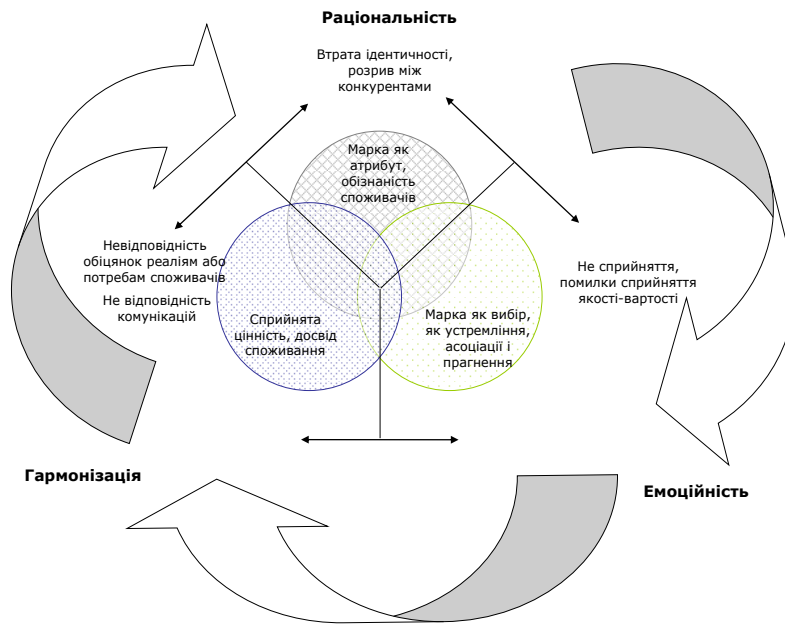 Раціональність
Втрата ідентичності,
розрив між
конкурентами
Марка як
атрибут,
обізнаність
споживачів
Невідповідність
обіцянок реаліям або
потребам споживачів
Не відповідність
комунікацій
Не сприйняття,
помилки сприйняття
якості-вартості
Сприйнята
цінність, досвід
споживання
Марка як вибір,
як устремління,
асоціації і
прагнення
Гармонізація
Емоційність